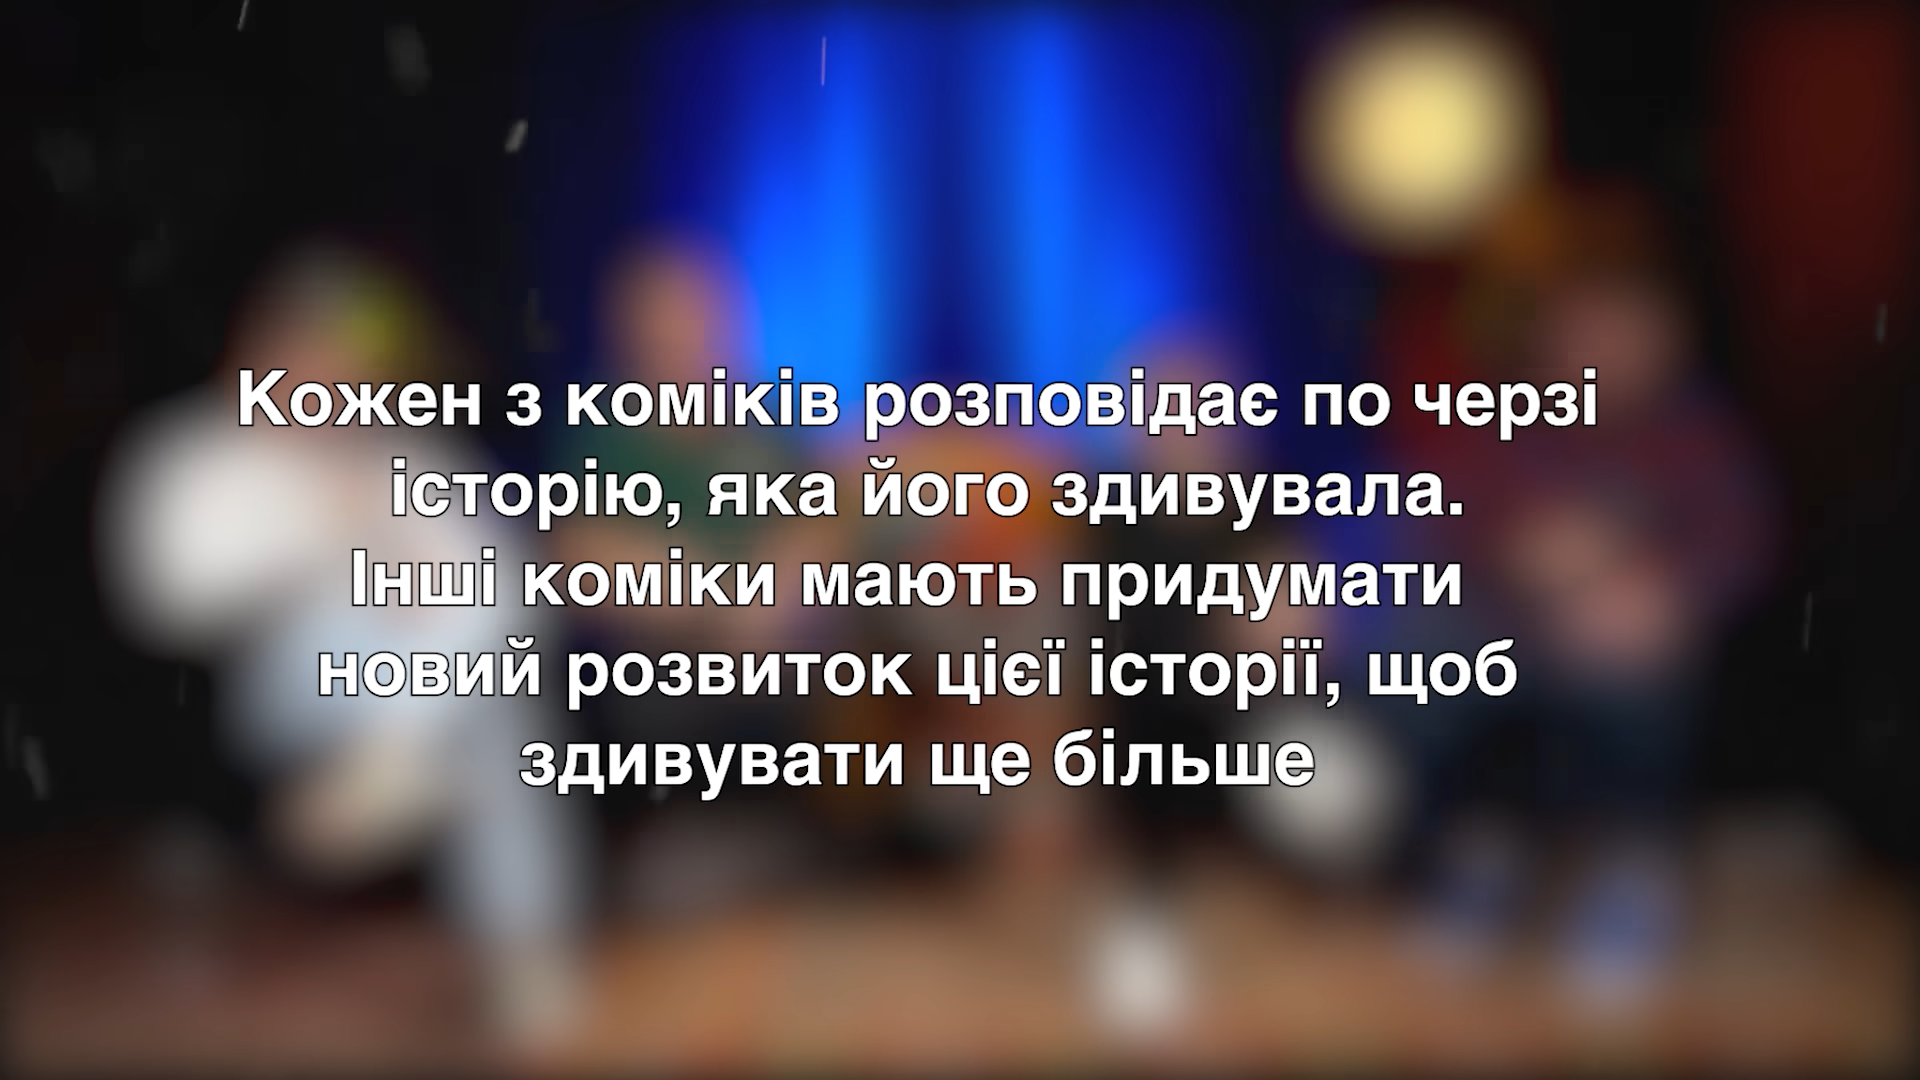 Кожен з коміків розповідає по черзі
історію, яка його здивувала.
Інші коміки мають придумати
новий розвиток цієї історії, щоб
здивувати ще більше